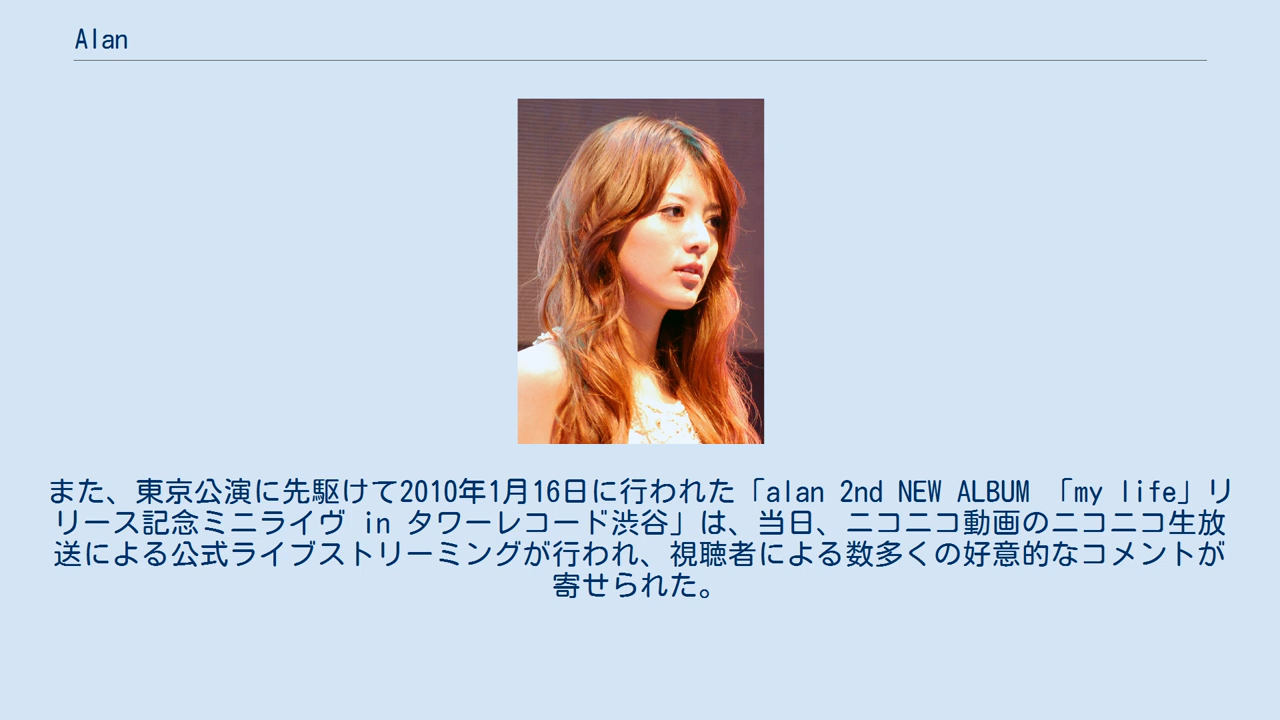 Alan
また、東京公演に先駆けて2010年1月16日に行われた「alan 2nd NEW ALBUM 「my life」リ
リース記念ミニライヴ in タワーレコード渋谷」は、当日、ニコニコ動画のニコニコ生放
送による公式ライブストリーミングが行われ、視聴者による数多くの好意的なコメントが
寄せられた。